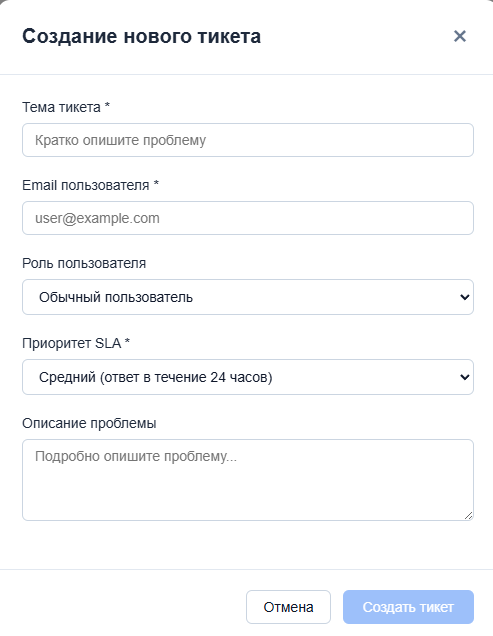 Создание нового тикета
✕
Тема тикета *
Кратко опишите проблему
Email пользователя *
user@example.com
Роль пользователя
Обычный пользователь
Приоритет SLA *
Средний (ответ в течение 24 часов)
Описание проблемы
Подробно опишите проблему...
Отмена
Создать тикет